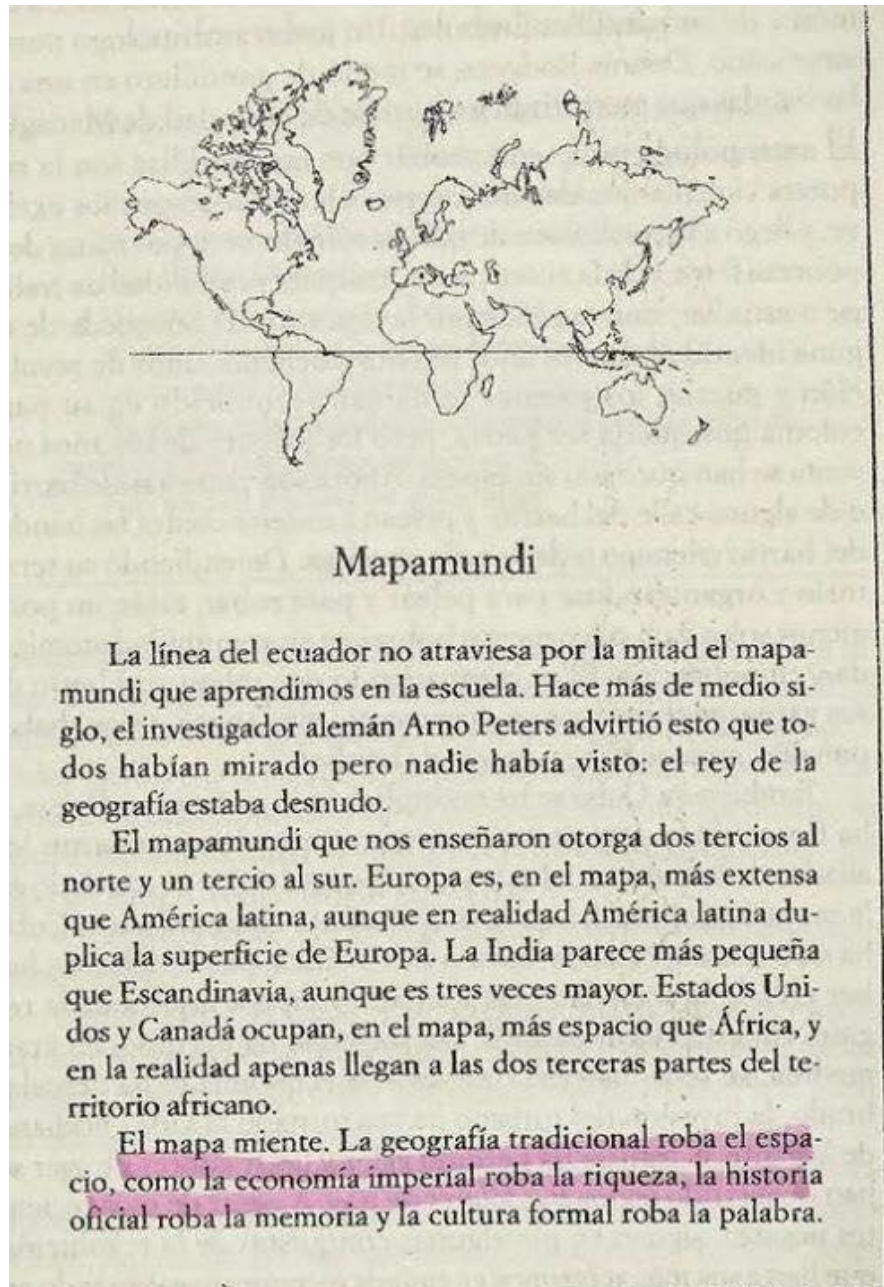 Mapamundi
La línea del ecuador no atraviesa por la mitad el mapa-
mundi que aprendimos en la escuela. Hace más de medio si-
glo, el investigador alemán Arno Peters advirtió esto que to-
dos habían mirado pero nadie había visto: el rey de la
geografía estaba desnudo.
El mapamundi que nos enseñaron otorga dos tercios al
norte y un tercio al sur. Europa es, en el mapa, más extensa
que América latina, aunque en realidad América latina du-
plica la superficie de Europa. La India parece más pequeña
que Escandinavia, aunque es tres veces mayor. Estados Uni-
dos y Canadá ocupan, en el mapa, más espacio que África, y
en la realidad apenas llegan a las dos terceras partes del te-
rritorio africano.
El mapa miente. La geografía tradicional roba el espa-
cio, como la economía imperial roba la riqueza, la historia
oficial roba la memoria y la cultura formal roba la palabra.